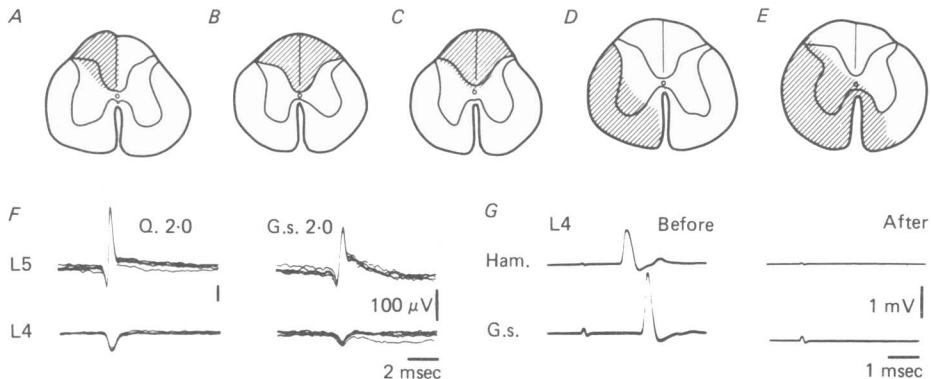 A B C D E
F Q. 2·0 G.s. 2·0 G L4 Before After
L5 Ham.
100 µV 1 mV
L4 G.s.
2 msec 1 msec